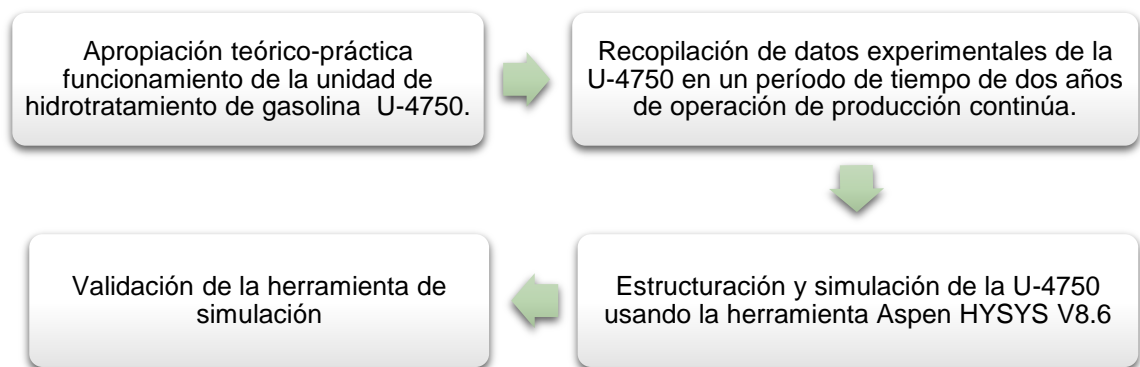 Apropiación teórico-práctica
funcionamiento de la unidad de
hidrotratamiento de gasolina  U-4750.
Recopilación de datos experimentales de la
U-4750 en un período de tiempo de dos años
de operación de producción continúa.
Estructuración y simulación de la U-4750
usando la herramienta Aspen HYSYS V8.6
Validación de la herramienta de
simulación